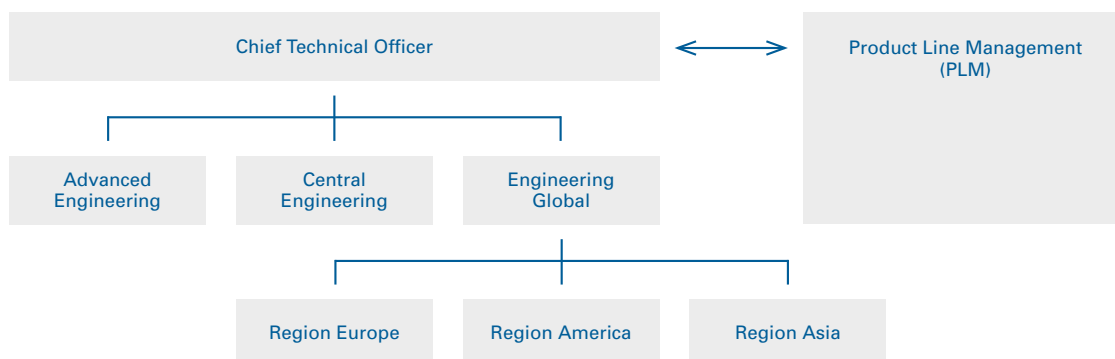 Chief Technical Officer
Product Line Management
(PLM)
Advanced
Engineering
Central
Engineering
Engineering
Global
Region Europe
Region America
Region Asia